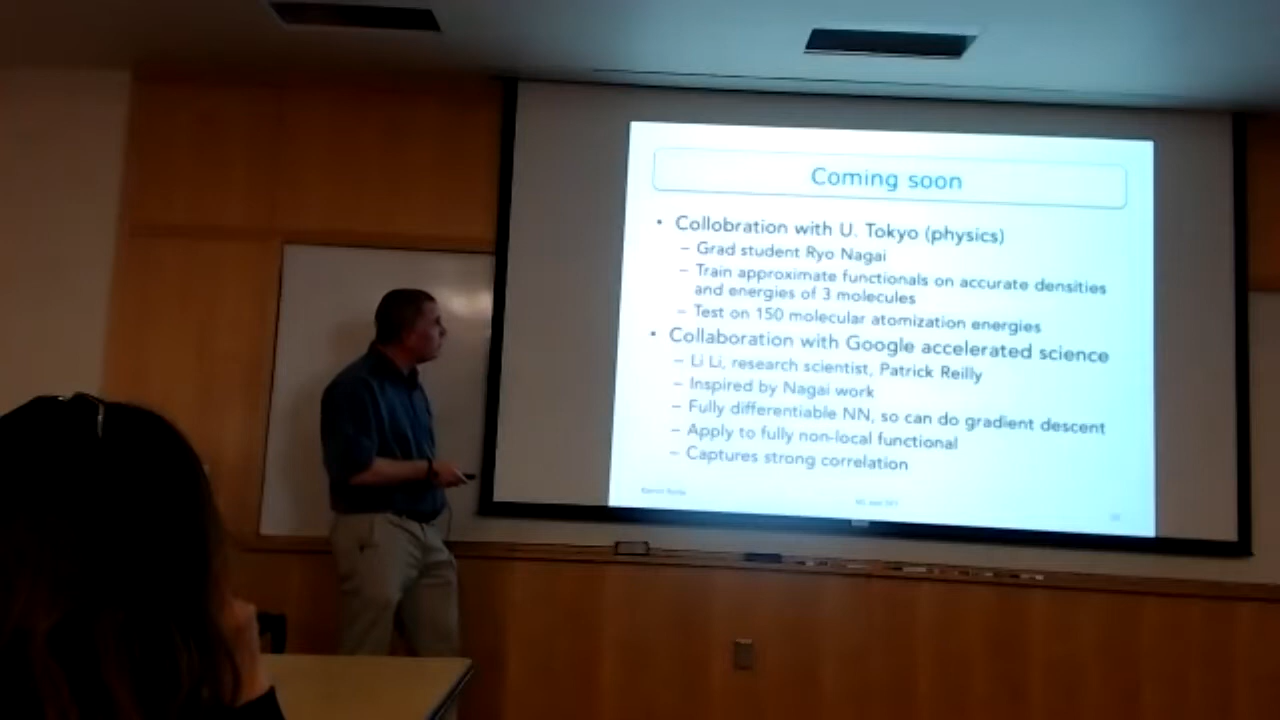 Coming soon
• Collobration with U. Tokyo (physics)
– Grad student Ryo Nagai
– Train approximate functionals on accurate densities
and energies of 3 molecules
– Test on 150 molecular atomization energies
• Collaboration with Google accelerated science
– Li Li, research scientist, Patrick Reilly
– Inspired by Nagai work
– Fully differentiable NN, so can do gradient descent
– Apply to fully non-local functional
– Captures strong correlation